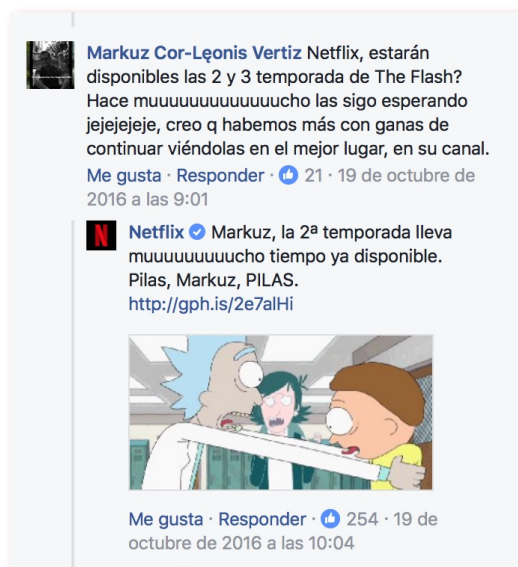 Markuz Cor-Lęonis Vertiz Netflix, estarán
disponibles las 2 y 3 temporada de The Flash?
Hace muuuuuuuuuuuuucho las sigo esperando
jejejejeje, creo q habemos más con ganas de
continuar viéndolas en el mejor lugar, en su canal.
Me gusta · Responder · 21 · 19 de octubre de
2016 a las 9:01
N
Netflix Markuz, la 2ª temporada lleva
muuuuuuuuucho tiempo ya disponible.
Pilas, Markuz, PILAS.
http://gph.is/2e7alHi
Me gusta · Responder · 254 · 19 de
octubre de 2016 a las 10:04